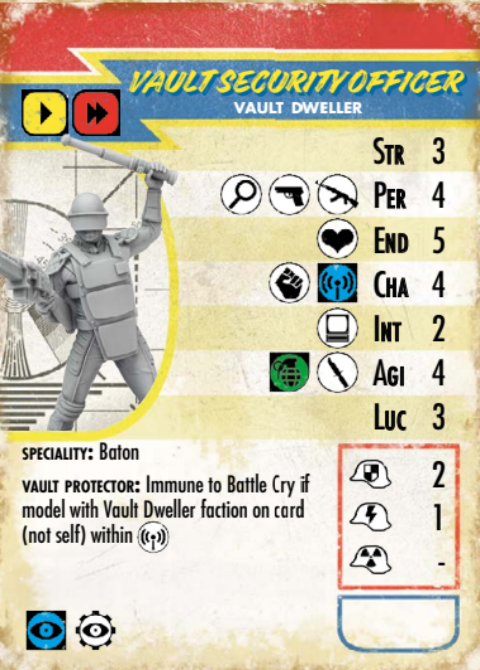 VAULT SECURITY OFFICER
VAULT DWELLER
STR 3
PER 4
END 5
CHA 4
INT 2
AGI 4
LUC 3
SPECIALITY: Baton
VAULT PROTECTOR: Immune to Battle Cry if
model with Vault Dweller faction on card
(not self) within
2
1
-